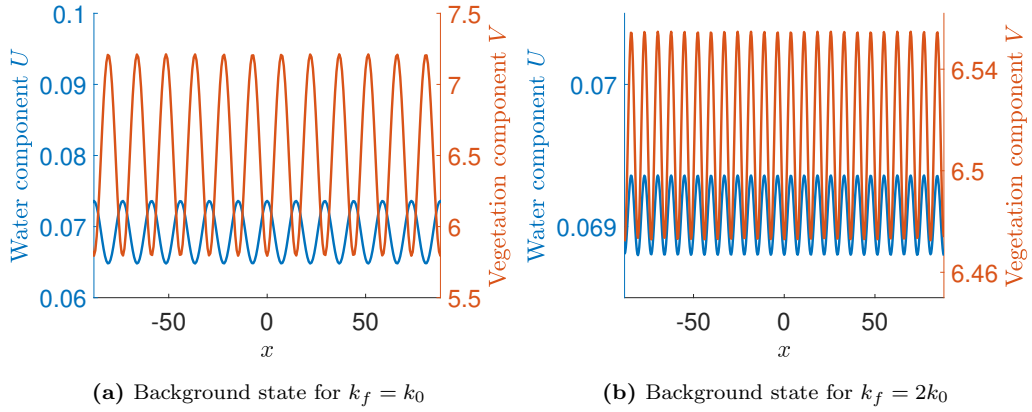 0.1
0.09
0.08
0.07
0.06
Water component U
7.5
7
6.5
6
5.5
Vegetation component V
-50
0
50
x
(a) Background state for k_f = k_0
0.07
0.069
Water component U
6.54
6.5
6.46
Vegetation component V
-50
0
50
x
(b) Background state for k_f = 2k_0